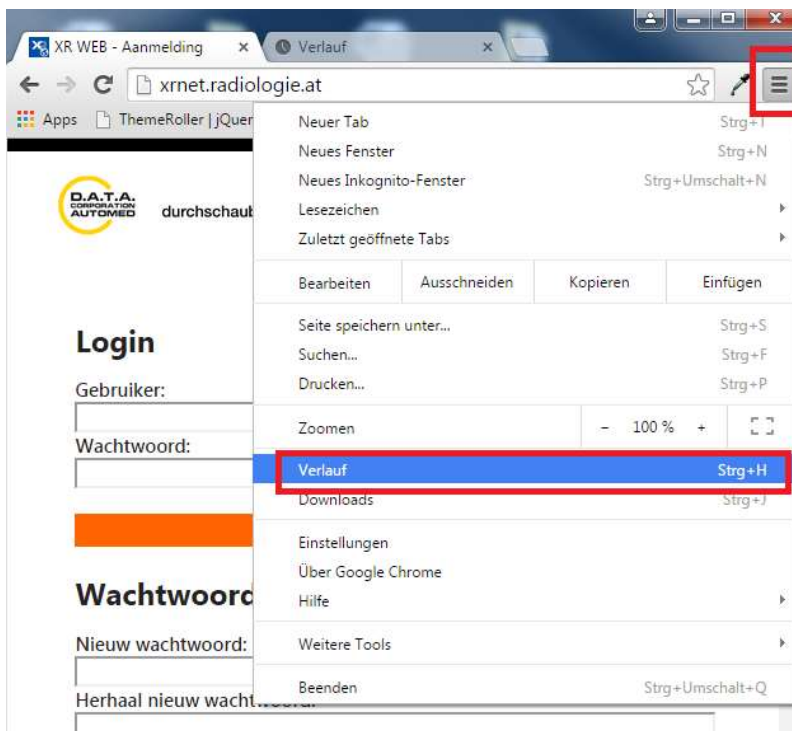 XR WEB - Aanmelding
Verlauf
xrnet.radiologie.at
Apps ThemeRoller | jQuer
D.A.T.A.
CORPORATION
AUTOMED
durchschaub
Login
Gebruiker:
Wachtwoord:
Wachtwoord
Nieuw wachtwoord:
Herhaal nieuw wachtwoord:
Neuer Tab Strg+T
Neues Fenster Strg+N
Neues Inkognito-Fenster Strg+Umschalt+N
Lesezeichen
Zuletzt geöffnete Tabs
Bearbeiten Ausschneiden Kopieren Einfügen
Seite speichern unter... Strg+S
Suchen... Strg+F
Drucken... Strg+P
Zoomen - 100 % +
Verlauf Strg+H
Downloads Strg+J
Einstellungen
Über Google Chrome
Hilfe
Weitere Tools
Beenden Strg+Umschalt+Q